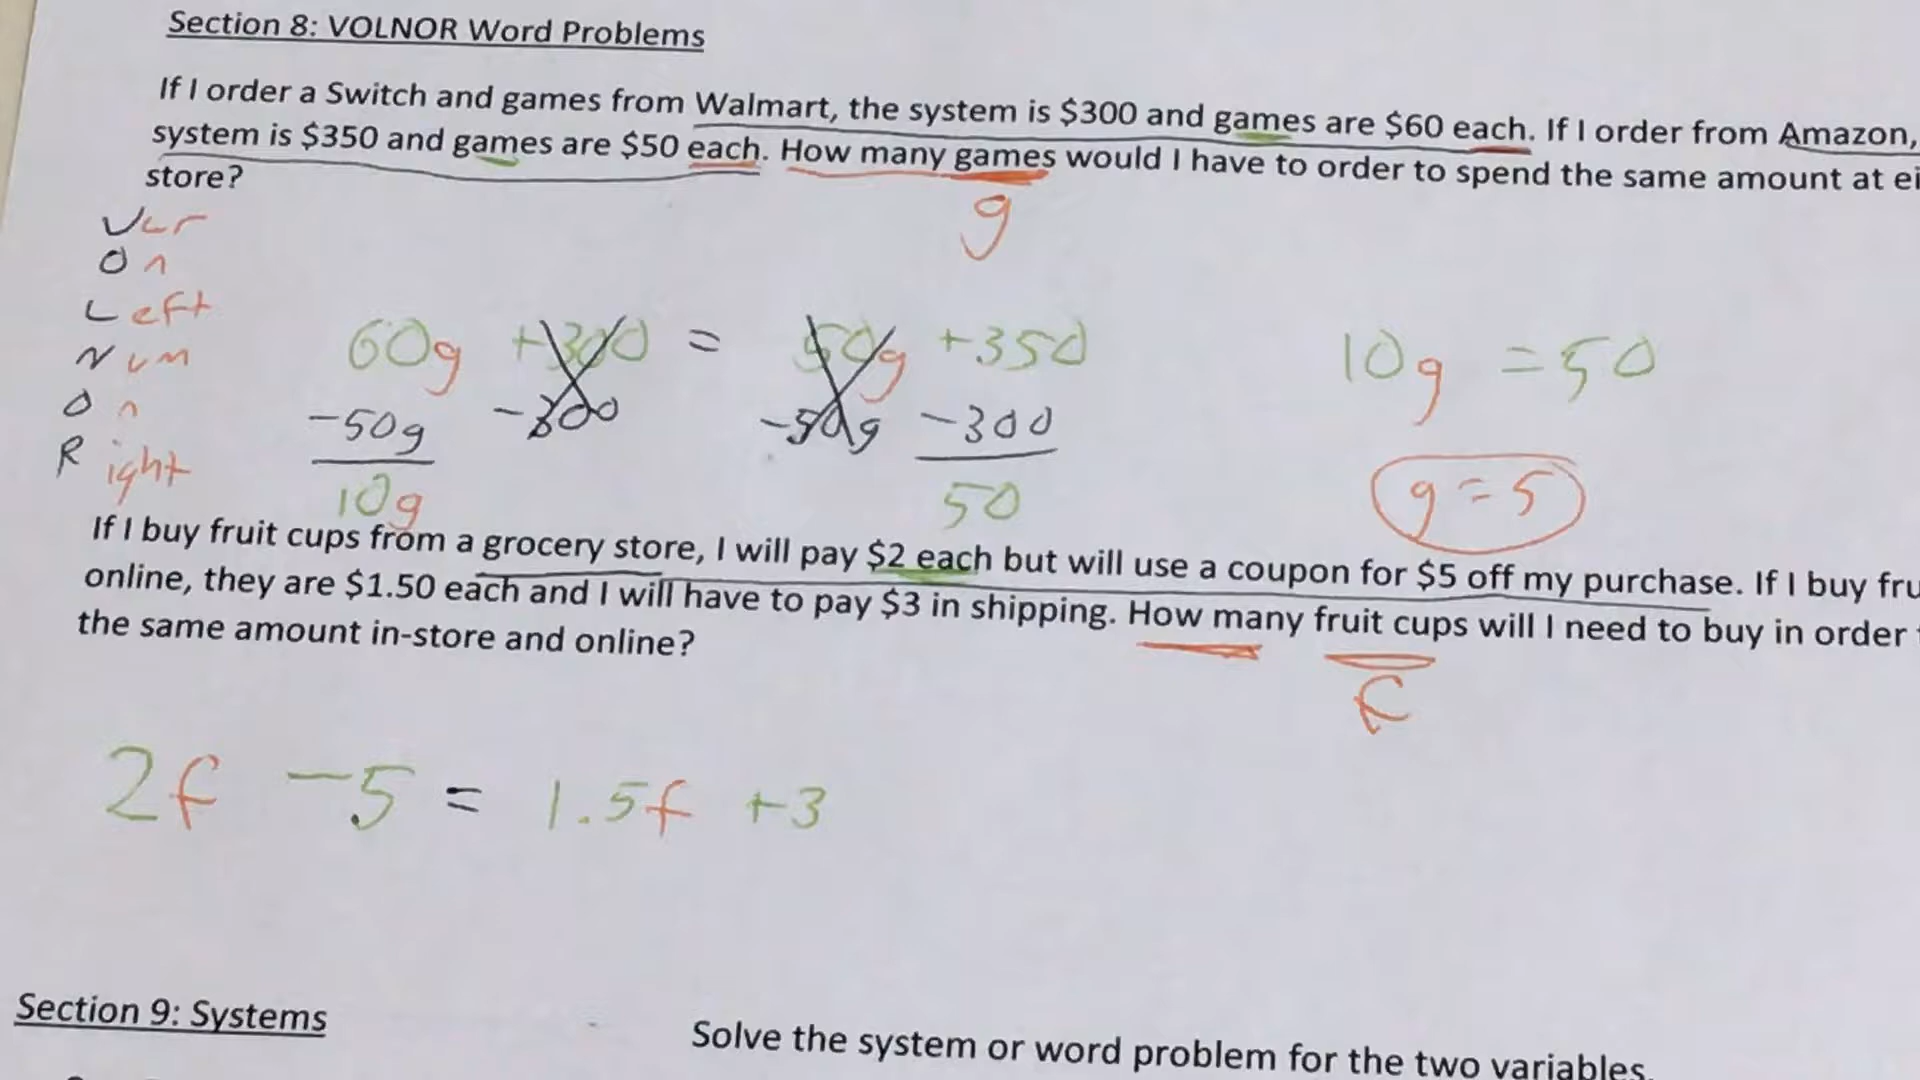 Section 8: VOLNOR Word Problems
If I order a Switch and games from Walmart, the system is $300 and games are $60 each. If I order from Amazon,
system is $350 and games are $50 each. How many games would I have to order to spend the same amount at ei
store?
g
Var
On
Left
Num
On
Right
60g +300 = 50g +350
-50g -300 -50g -300
10g 50
10g = 50
g = 5
If I buy fruit cups from a grocery store, I will pay $2 each but will use a coupon for $5 off my purchase. If I buy fru
online, they are $1.50 each and I will have to pay $3 in shipping. How many fruit cups will I need to buy in order
the same amount in-store and online?
f
2f -5 = 1.5f +3
Section 9: Systems
Solve the system or word problem for the two variables.